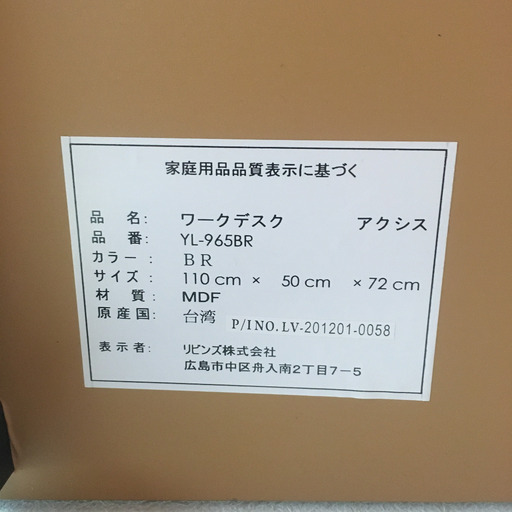 家庭用品品質表示に基づく
品 名: ワークデスク アクシス
品 番: YL-965BR
カラー : BR
サイズ : 110 cm × 50 cm × 72 cm
材 質: MDF
原産国: 台湾 P/I NO. LV-201201-0058
表示者: リビンズ株式会社
広島市中区舟入南2丁目7-5